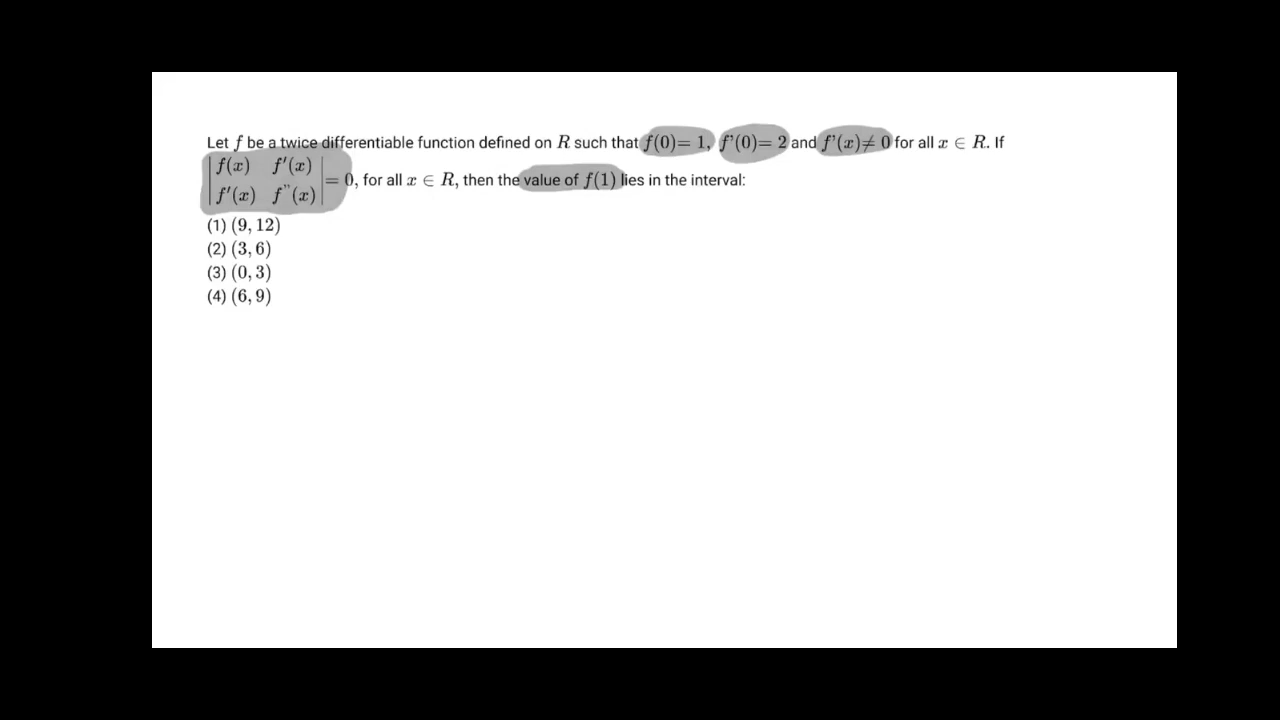 Let f be a twice differentiable function defined on R such that f(0)= 1, f’(0)= 2 and f’(x)≠ 0 for all x ∈ R. If
| f(x) f′(x) |
| f′(x) f”(x) | = 0, for all x ∈ R, then the value of f(1) lies in the interval:
(1) (9, 12)
(2) (3, 6)
(3) (0, 3)
(4) (6, 9)